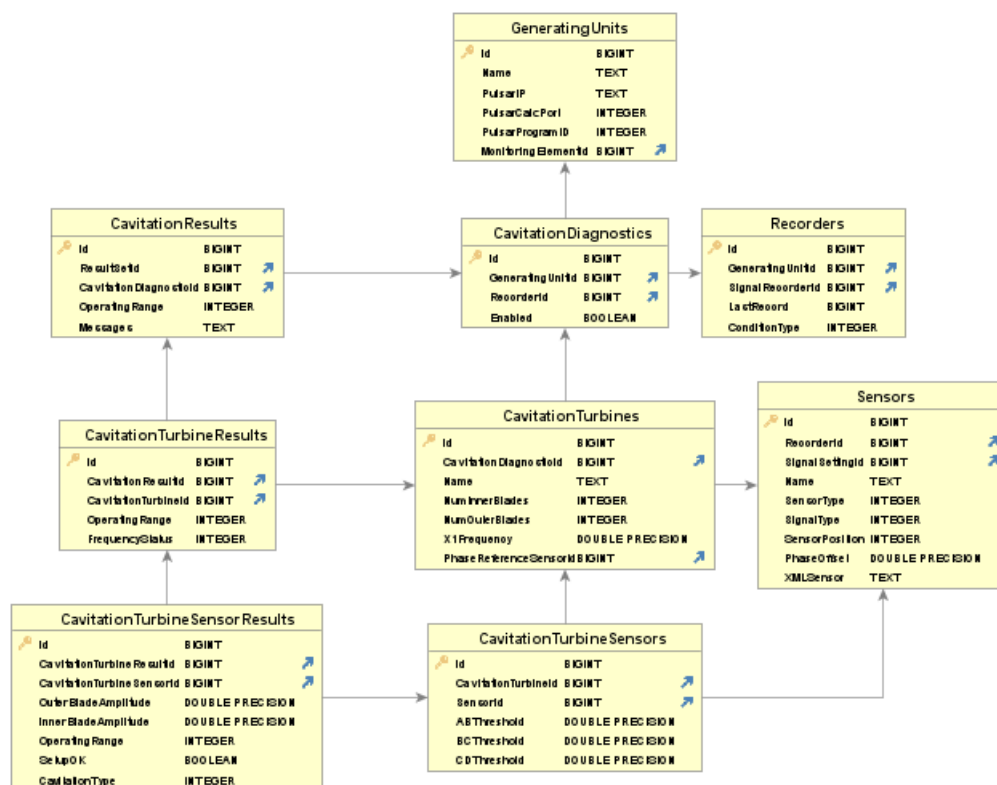 GeneratingUnits
Id BIGINT
Name TEXT
PulsarIP TEXT
PulsarCalcPort INTEGER
PulsarProgramID INTEGER
MonitoringElementId BIGINT
CavitationResults
Id BIGINT
ResultSetId BIGINT
CavitationDiagnosticId BIGINT
OperatingRange INTEGER
Messages TEXT
CavitationDiagnostics
Id BIGINT
GeneratingUnitId BIGINT
RecorderId BIGINT
Enabled BOOLEAN
Recorders
Id BIGINT
GeneratingUnitId BIGINT
SignalRecorderId BIGINT
LastRecord BIGINT
ConditionType INTEGER
CavitationTurbineResults
Id BIGINT
CavitationResultId BIGINT
CavitationTurbineId BIGINT
OperatingRange INTEGER
FrequencyStatus INTEGER
CavitationTurbines
Id BIGINT
CavitationDiagnosticId BIGINT
Name TEXT
NumInnerBlades INTEGER
NumOuterBlades INTEGER
X1Frequency DOUBLE PRECISION
PhaseReferenceSensorId BIGINT
Sensors
Id BIGINT
RecorderId BIGINT
SignalSettingId BIGINT
Name TEXT
SensorType INTEGER
SignalType INTEGER
SensorPosition INTEGER
PhaseOffset DOUBLE PRECISION
XMLSensor TEXT
CavitationTurbineSensorResults
Id BIGINT
CavitationTurbineResultId BIGINT
CavitationTurbineSensorId BIGINT
OuterBladeAmplitude DOUBLE PRECISION
InnerBladeAmplitude DOUBLE PRECISION
OperatingRange INTEGER
SetupOK BOOLEAN
CavitationType INTEGER
CavitationTurbineSensors
Id BIGINT
CavitationTurbineId BIGINT
SensorId BIGINT
ABThreshold DOUBLE PRECISION
BCThreshold DOUBLE PRECISION
CDThreshold DOUBLE PRECISION